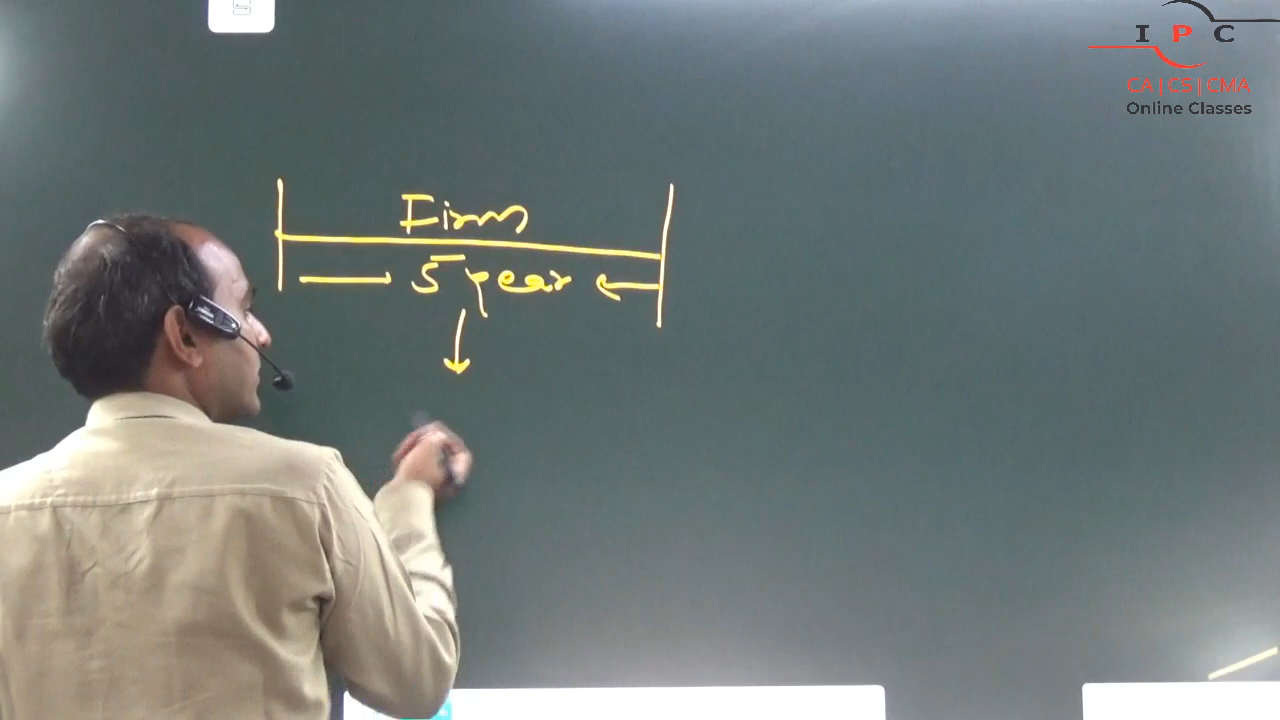 I P C
CA | CS | CMA
Online Classes
Firm
5 year